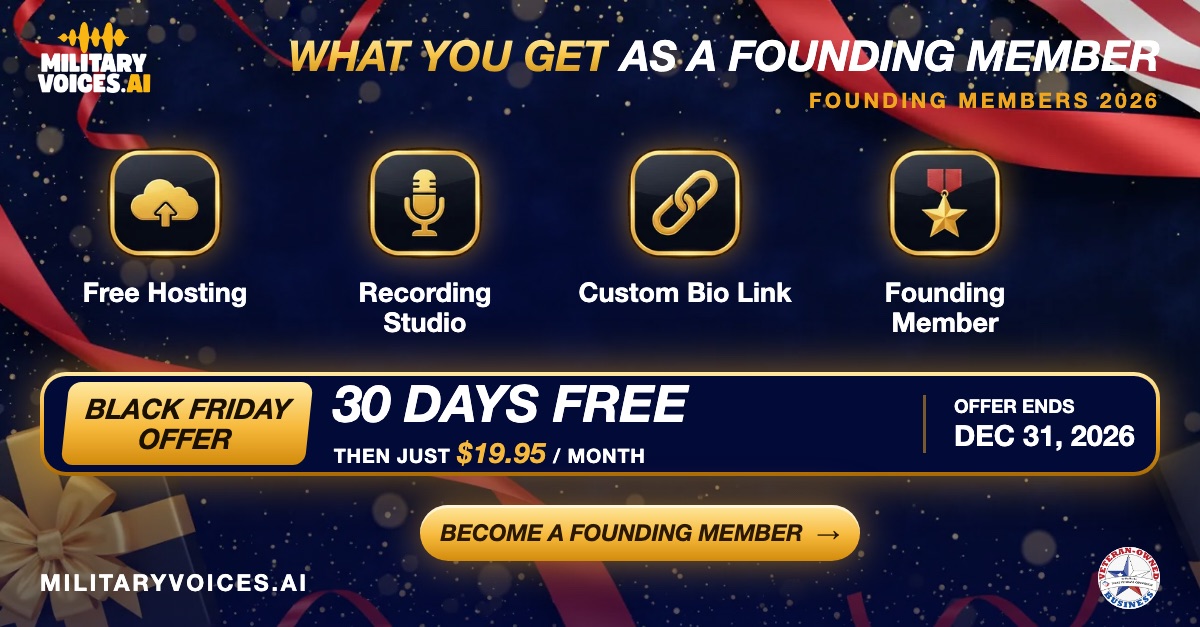 MILITARY
VOICES.AI
WHAT YOU GET AS A FOUNDING MEMBER
FOUNDING MEMBERS 2026
Free Hosting
Recording
Studio
Custom Bio Link
Founding
Member
BLACK FRIDAY
OFFER
30 DAYS FREE
THEN JUST $19.95 / MONTH
OFFER ENDS
DEC 31, 2026
BECOME A FOUNDING MEMBER →
MILITARYVOICES.AI
VETERAN-OWNED
BUSINESS